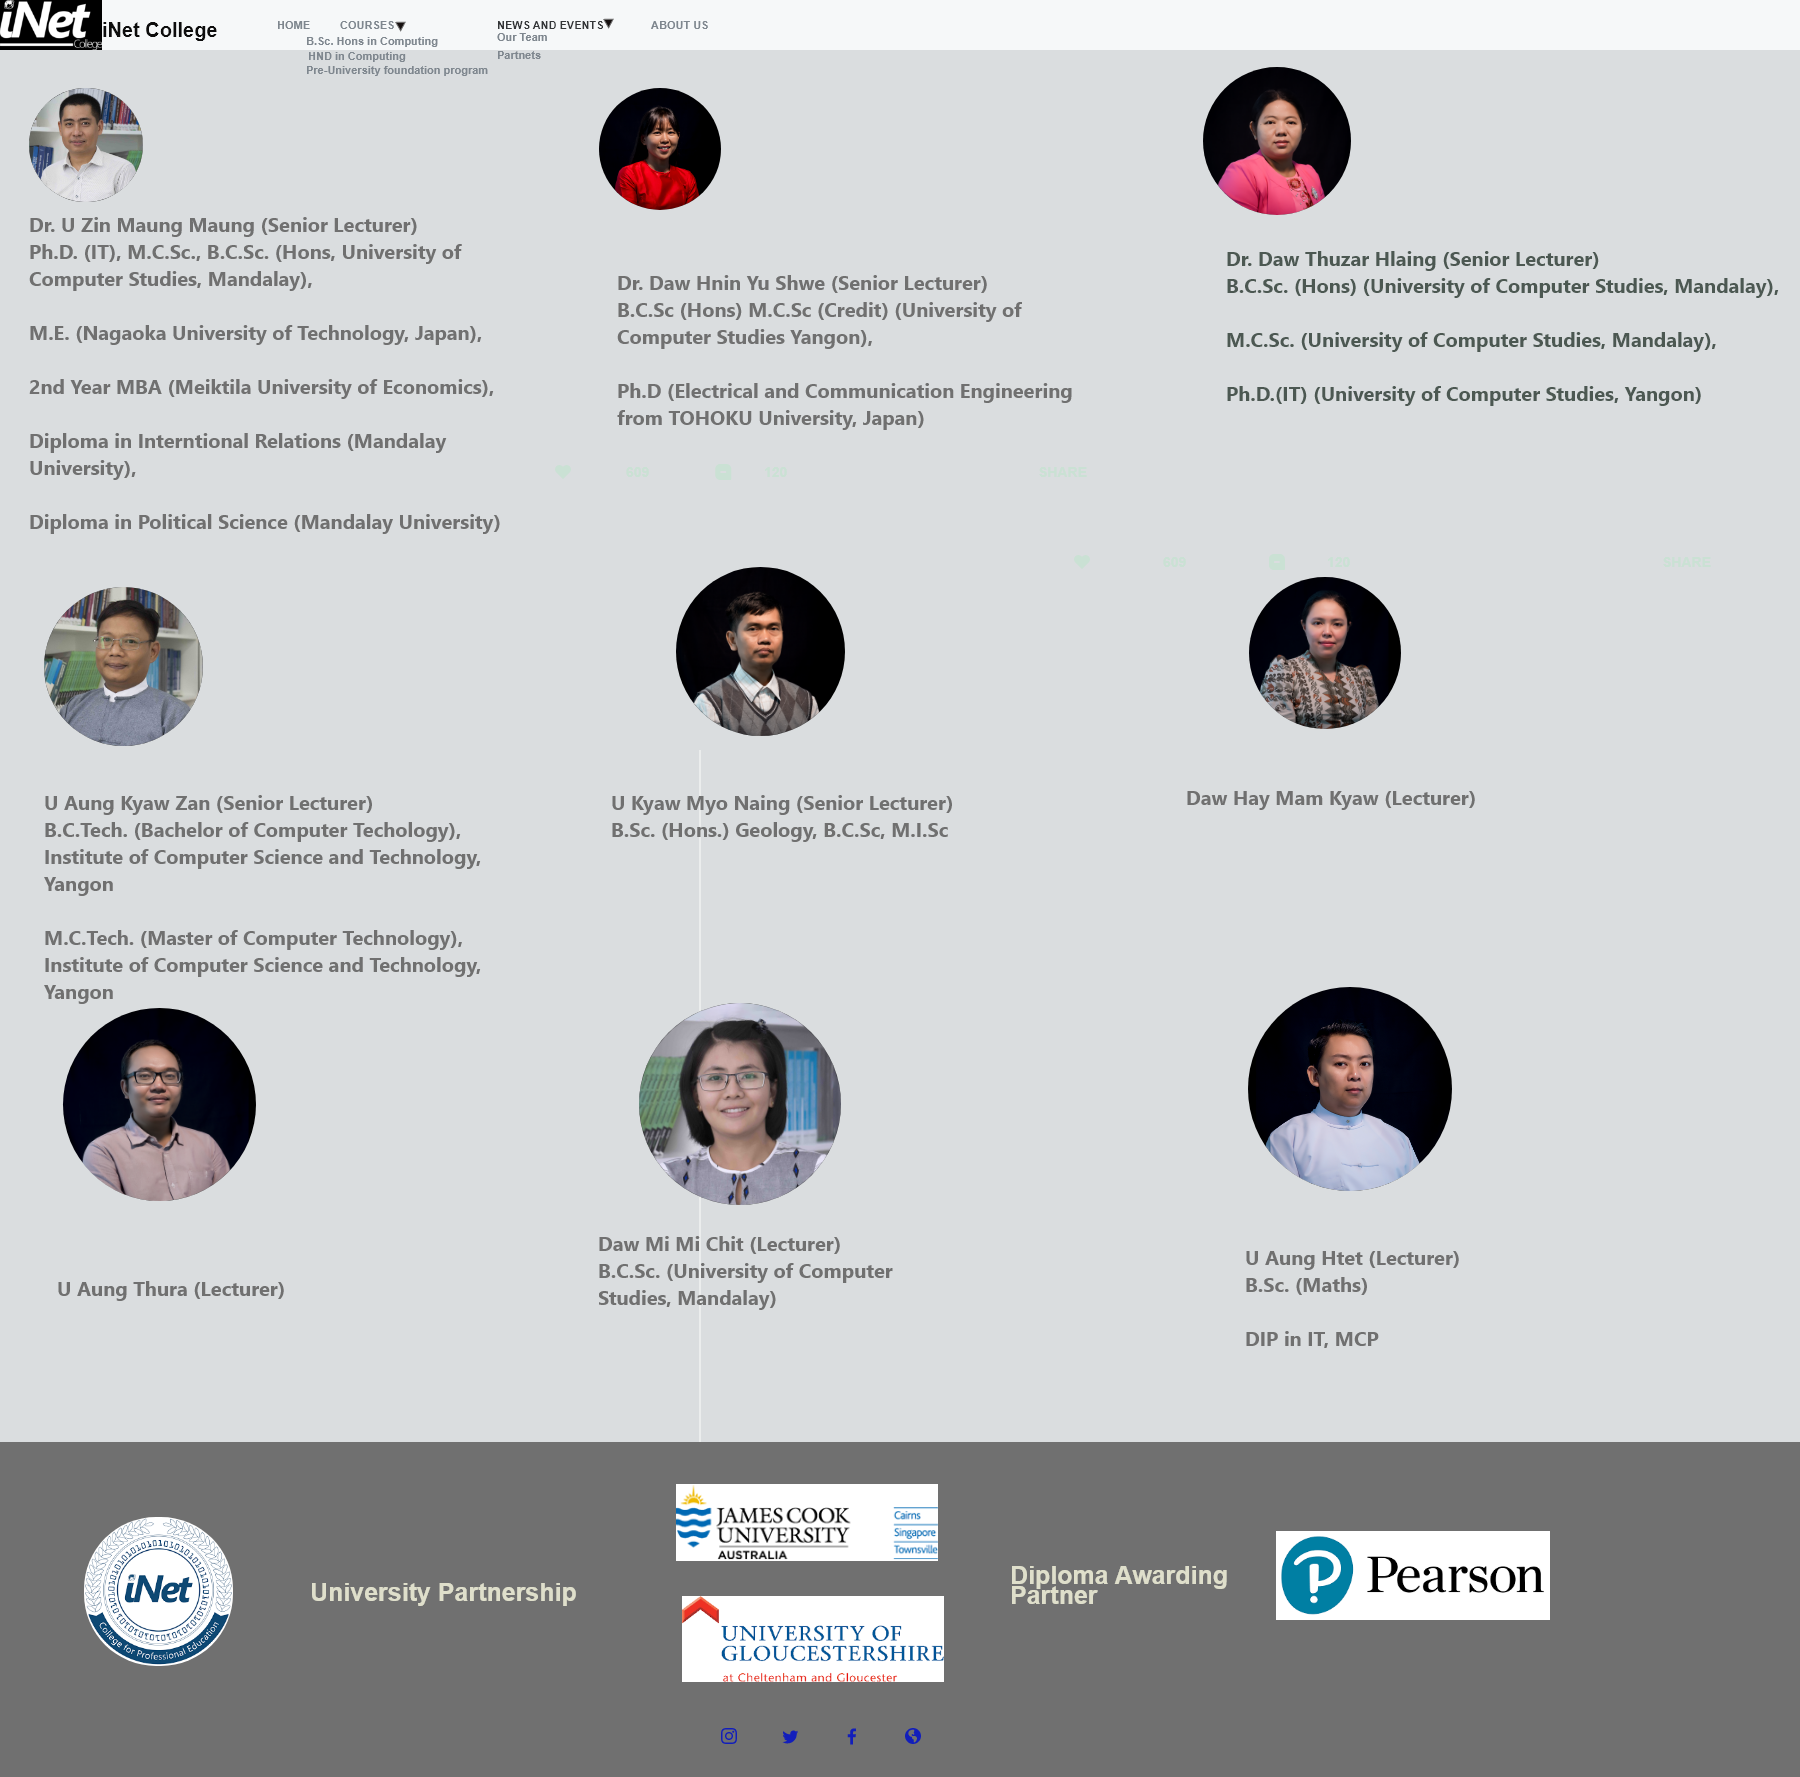 iNet
College
iNet College
HOME
COURSES
B.Sc. Hons in Computing
HND in Computing
Pre-University foundation program
NEWS AND EVENTS
Our Team
Partnets
ABOUT US
Dr. U Zin Maung Maung (Senior Lecturer)
Ph.D. (IT), M.C.Sc., B.C.Sc. (Hons, University of
Computer Studies, Mandalay),
M.E. (Nagaoka University of Technology, Japan),
2nd Year MBA (Meiktila University of Economics),
Diploma in Interntional Relations (Mandalay
University),
Diploma in Political Science (Mandalay University)
Dr. Daw Hnin Yu Shwe (Senior Lecturer)
B.C.Sc (Hons) M.C.Sc (Credit) (University of
Computer Studies Yangon),
Ph.D (Electrical and Communication Engineering
from TOHOKU University, Japan)
SHARE
Dr. Daw Thuzar Hlaing (Senior Lecturer)
B.C.Sc. (Hons) (University of Computer Studies, Mandalay),
M.C.Sc. (University of Computer Studies, Mandalay),
Ph.D.(IT) (University of Computer Studies, Yangon)
SHARE
U Aung Kyaw Zan (Senior Lecturer)
B.C.Tech. (Bachelor of Computer Techology),
Institute of Computer Science and Technology,
Yangon
M.C.Tech. (Master of Computer Technology),
Institute of Computer Science and Technology,
Yangon
U Kyaw Myo Naing (Senior Lecturer)
B.Sc. (Hons.) Geology, B.C.Sc, M.I.Sc
Daw Hay Mam Kyaw (Lecturer)
U Aung Thura (Lecturer)
Daw Mi Mi Chit (Lecturer)
B.C.Sc. (University of Computer
Studies, Mandalay)
U Aung Htet (Lecturer)
B.Sc. (Maths)
DIP in IT, MCP
iNet
College for Professional Education
University Partnership
JAMES COOK
UNIVERSITY
AUSTRALIA
Cairns
Singapore
Townsville
UNIVERSITY OF
GLOUCESTERSHIRE
at Cheltenham and Gloucester
Diploma Awarding
Partner
Pearson